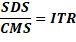 SDS/CMS = ITR